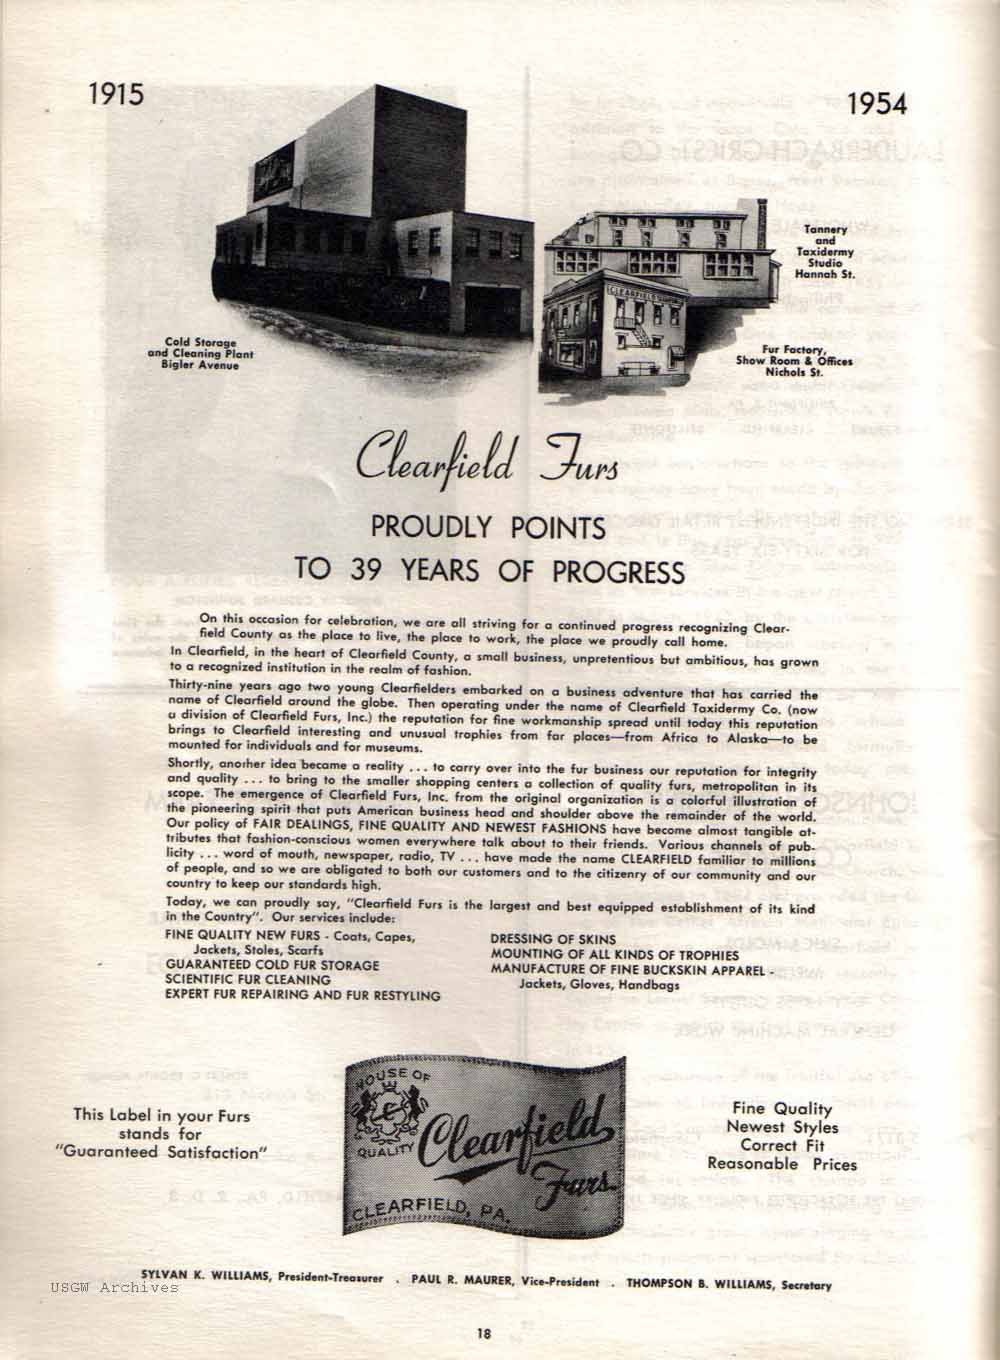 1915
1954
Tannery
and
Taxidermy
Studio
Hannah St.
Cold Storage
and Cleaning Plant
Bigler Avenue
CLEARFIELD
Fur Factory,
Show Room & Offices
Nichols St.
Clearfield Furs
PROUDLY POINTS
TO 39 YEARS OF PROGRESS
On this occasion for celebration, we are all striving for a continued progress recognizing Clear-
field County as the place to live, the place to work, the place we proudly call home.
In Clearfield, in the heart of Clearfield County, a small business, unpretentious but ambitious, has grown
to a recognized institution in the realm of fashion.
Thirty-nine years ago two young Clearfielders embarked on a business adventure that has carried the
name of Clearfield around the globe. Then operating under the name of Clearfield Taxidermy Co. (now
a division of Clearfield Furs, Inc.) the reputation for fine workmanship spread until today this reputation
brings to Clearfield interesting and unusual trophies from far places—from Africa to Alaska—to be
mounted for individuals and for museums.
Shortly, another idea became a reality ... to carry over into the fur business our reputation for integrity
and quality ... to bring to the smaller shopping centers a collection of quality furs, metropolitan in its
scope. The emergence of Clearfield Furs, Inc. from the original organization is a colorful illustration of
the pioneering spirit that puts American business head and shoulder above the remainder of the world.
Our policy of FAIR DEALINGS, FINE QUALITY AND NEWEST FASHIONS have become almost tangible at-
tributes that fashion-conscious women everywhere talk about to their friends. Various channels of pub-
licity ... word of mouth, newspaper, radio, TV ... have made the name CLEARFIELD familiar to millions
of people, and so we are obligated to both our customers and to the citizenry of our community and our
country to keep our standards high.
Today, we can proudly say, "Clearfield Furs is the largest and best equipped establishment of its kind
in the Country". Our services include:
FINE QUALITY NEW FURS - Coats, Capes,
Jackets, Stoles, Scarfs
GUARANTEED COLD FUR STORAGE
SCIENTIFIC FUR CLEANING
EXPERT FUR REPAIRING AND FUR RESTYLING
DRESSING OF SKINS
MOUNTING OF ALL KINDS OF TROPHIES
MANUFACTURE OF FINE BUCKSKIN APPAREL -
Jackets, Gloves, Handbags
This Label in your Furs
stands for
"Guaranteed Satisfaction"
HOUSE OF
QUALITY
Clearfield
Furs
CLEARFIELD, PA.
Fine Quality
Newest Styles
Correct Fit
Reasonable Prices
SYLVAN K. WILLIAMS, President-Treasurer . PAUL R. MAURER, Vice-President . THOMPSON B. WILLIAMS, Secretary
USGW Archives
18